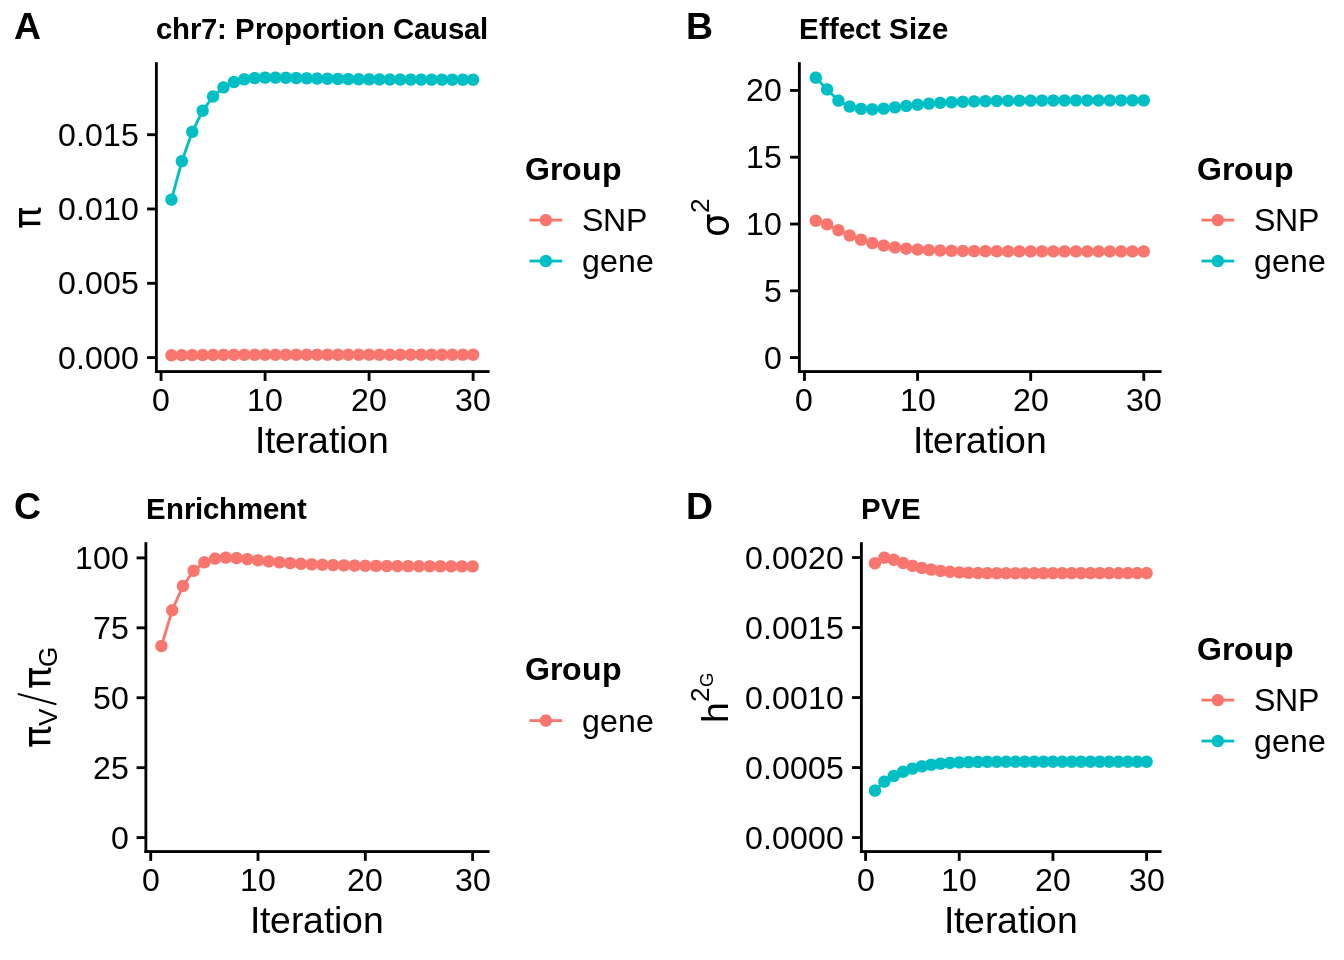 A
chr7: Proportion Causal
π
0.015
0.010
0.005
0.000
0 10 20 30
Iteration
Group
SNP
gene
B
Effect Size
σ²
20
15
10
5
0
0 10 20 30
Iteration
Group
SNP
gene
C
Enrichment
πV/πG
100
75
50
25
0
0 10 20 30
Iteration
Group
gene
D
PVE
h2G
0.0020
0.0015
0.0010
0.0005
0.0000
0 10 20 30
Iteration
Group
SNP
gene